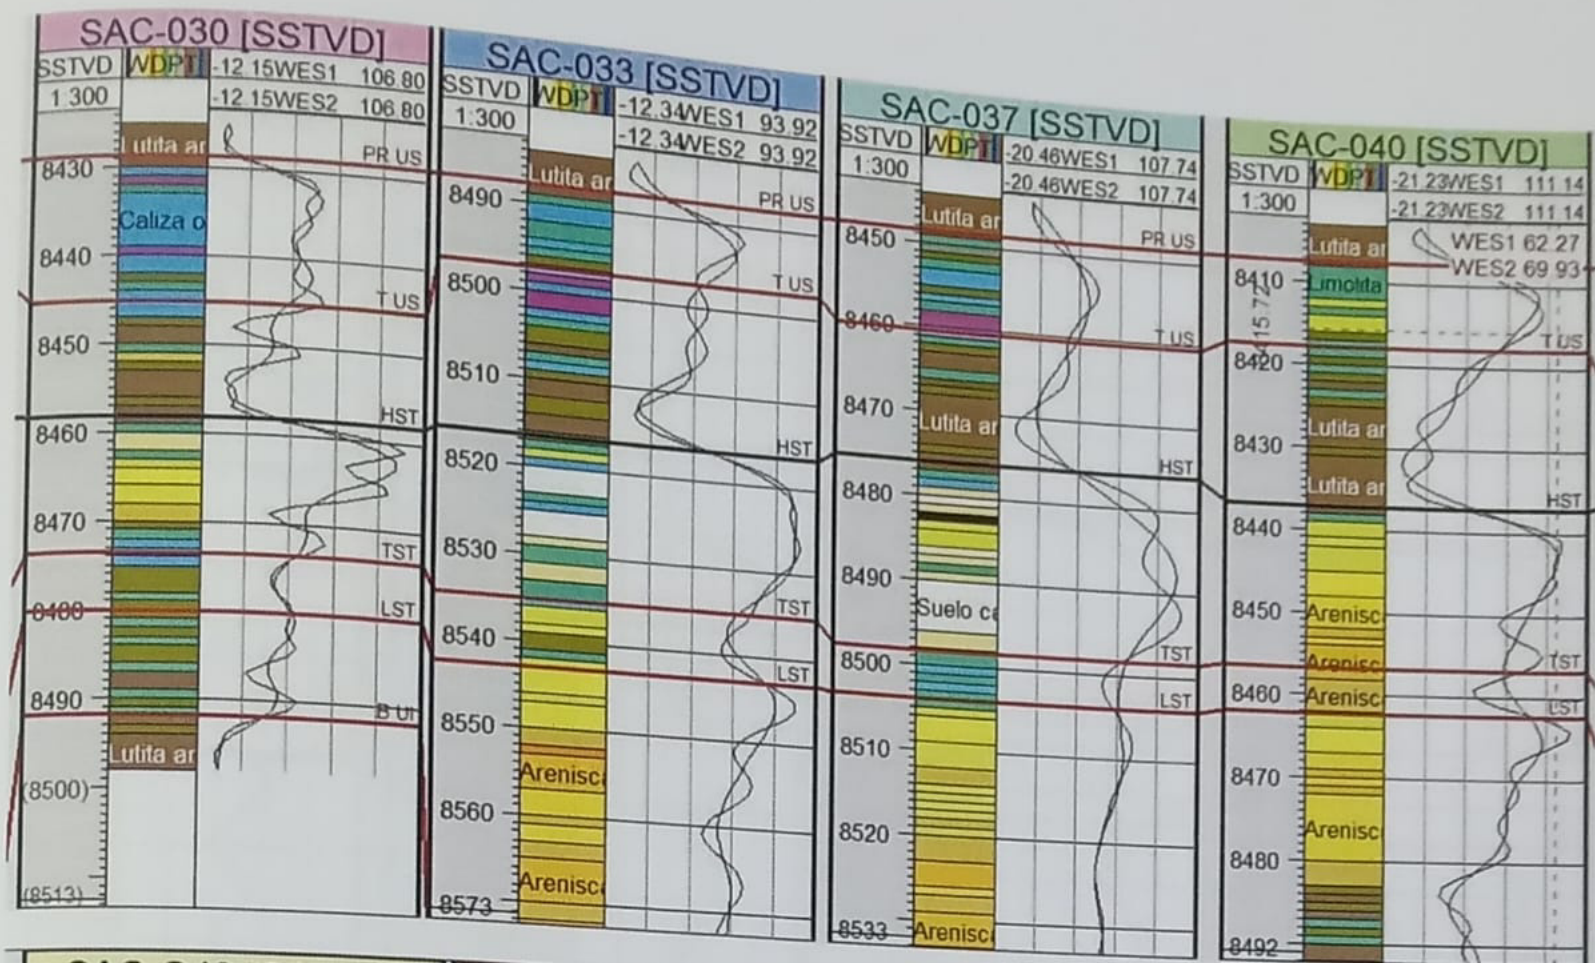 SAC-030 [SSTVD]
SSTVD WDPT -12.15WES1 106.80
1:300 -12.15WES2 106.80
Lutita ar
PR US
8430
Caliza o
8440
T US
8450
HST
8460
8470
TST
8480
LST
8490
B UI
Lutita ar
(8500)
(8513)
SAC-033 [SSTVD]
SSTVD WDPT -12.34WES1 93.92
1:300 -12.34WES2 93.92
Lutita ar
8490
PR US
8500
T US
8510
HST
8520
8530
TST
8540
LST
8550
Arenisca
8560
Arenisca
8573
SAC-037 [SSTVD]
SSTVD WDPT -20.46WES1 107.74
1:300 -20.46WES2 107.74
Lutita ar
8450
PR US
8460
T US
8470
Lutita ar
HST
8480
8490
Suelo ca
TST
8500
LST
8510
8520
8533
Arenisca
SAC-040 [SSTVD]
SSTVD WDPT -21.23WES1 111.14
1:300 -21.23WES2 111.14
Lutita ar
WES1 62.27
WES2 69.93
8410
Limolita
T US
8420
Lutita ar
8430
Lutita ar
HST
8440
8450
Arenisc
Arenisc
TST
8460
Arenisc
LST
8470
Arenisc
8480
8492